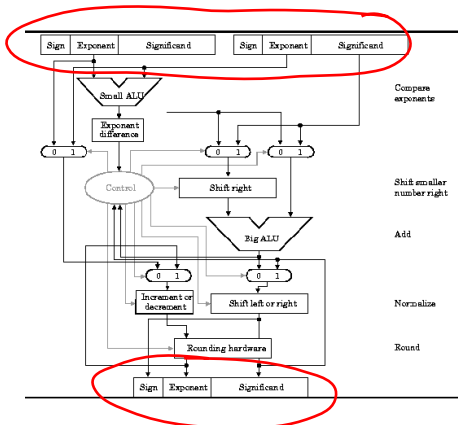 Sign Exponent Significand Sign Exponent Significand
Small ALU
Compare
exponents
Exponent
difference
0 1 0 1 0 1
Control
Shift right
Shift smaller
number right
Big ALU
Add
0 1 0 1
Increment or
decrement
Shift left or right
Normalize
Rounding hardware
Round
Sign Exponent Significand